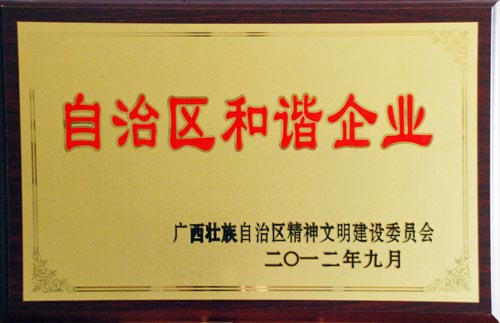 自治区和谐企业
广西壮族自治区精神文明建设委员会
二〇一二年九月